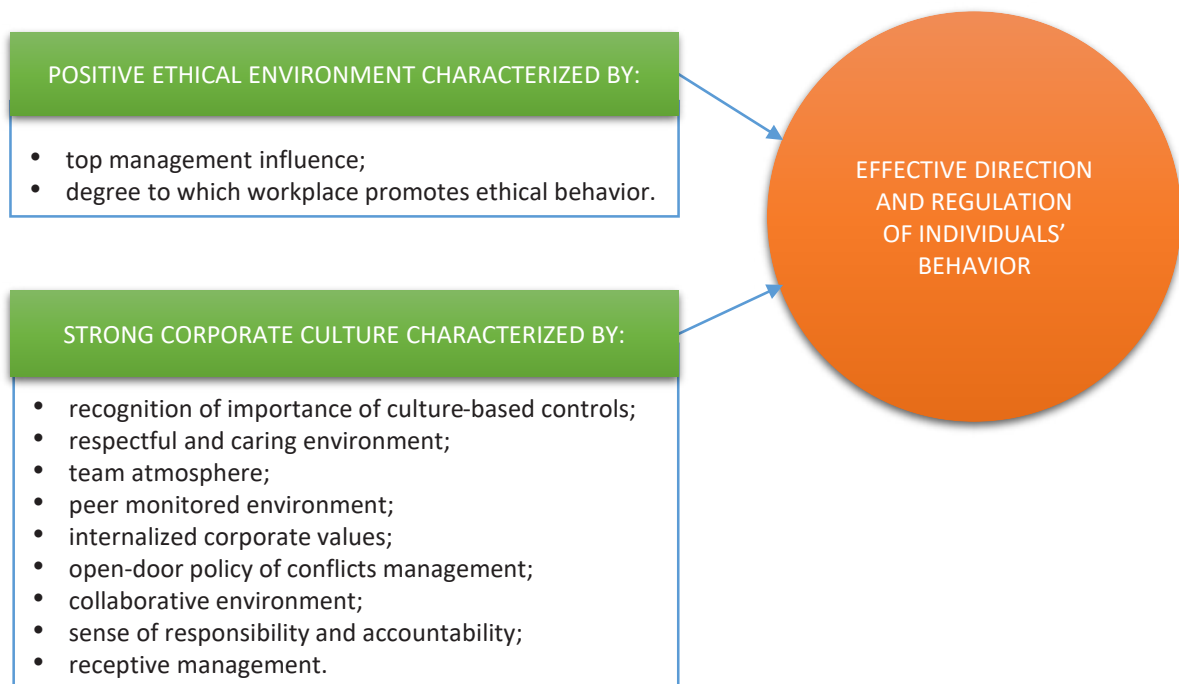 POSITIVE ETHICAL ENVIRONMENT CHARACTERIZED BY:
• top management influence;
• degree to which workplace promotes ethical behavior.
EFFECTIVE DIRECTION
AND REGULATION
OF INDIVIDUALS’
BEHAVIOR
STRONG CORPORATE CULTURE CHARACTERIZED BY:
• recognition of importance of culture-based controls;
• respectful and caring environment;
• team atmosphere;
• peer monitored environment;
• internalized corporate values;
• open-door policy of conflicts management;
• collaborative environment;
• sense of responsibility and accountability;
• receptive management.